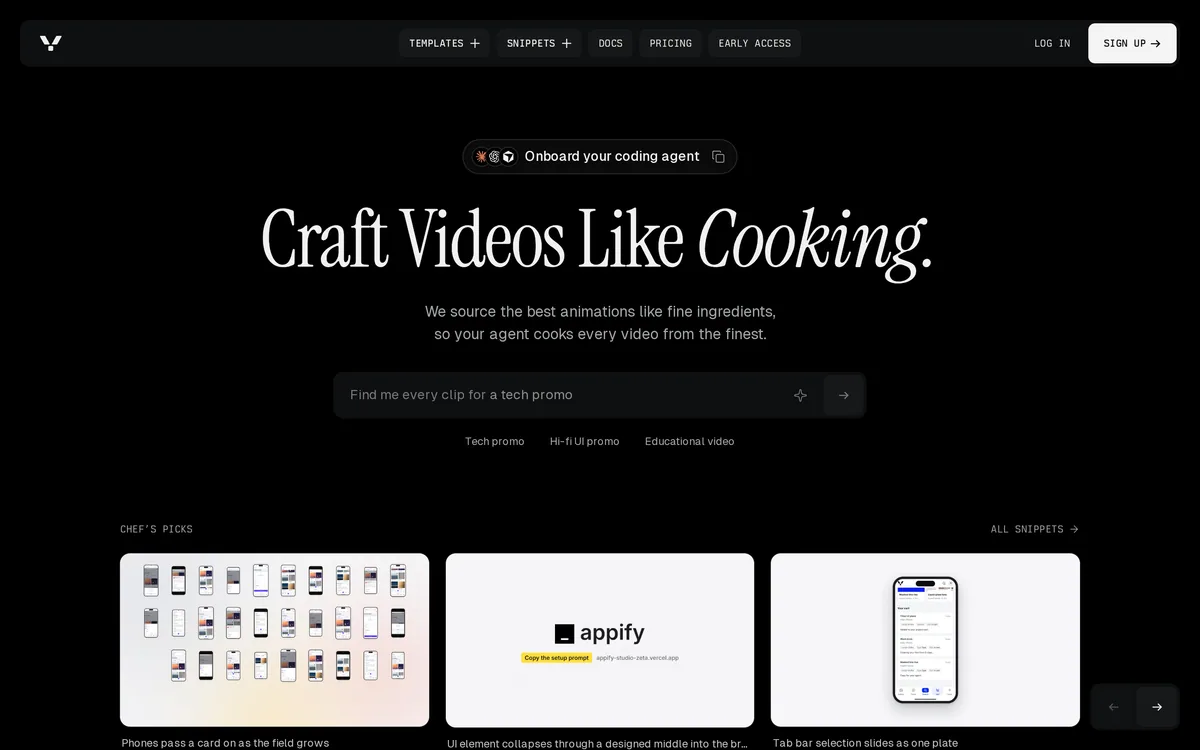 TEMPLATES
SNIPPETS
DOCS
PRICING
EARLY ACCESS
LOG IN
SIGN UP
Onboard your coding agent
Craft Videos Like Cooking.
We source the best animations like fine ingredients,
so your agent cooks every video from the finest.
Find me every clip for a tech promo
Tech promo
Hi-fi UI promo
Educational video
CHEF'S PICKS
ALL SNIPPETS
appify
Copy the setup prompt
appify-studio-zeta.vercel.app
Phones pass a card on as the field grows
UI element collapses through a designed middle into the br...
Tab bar selection slides as one plate